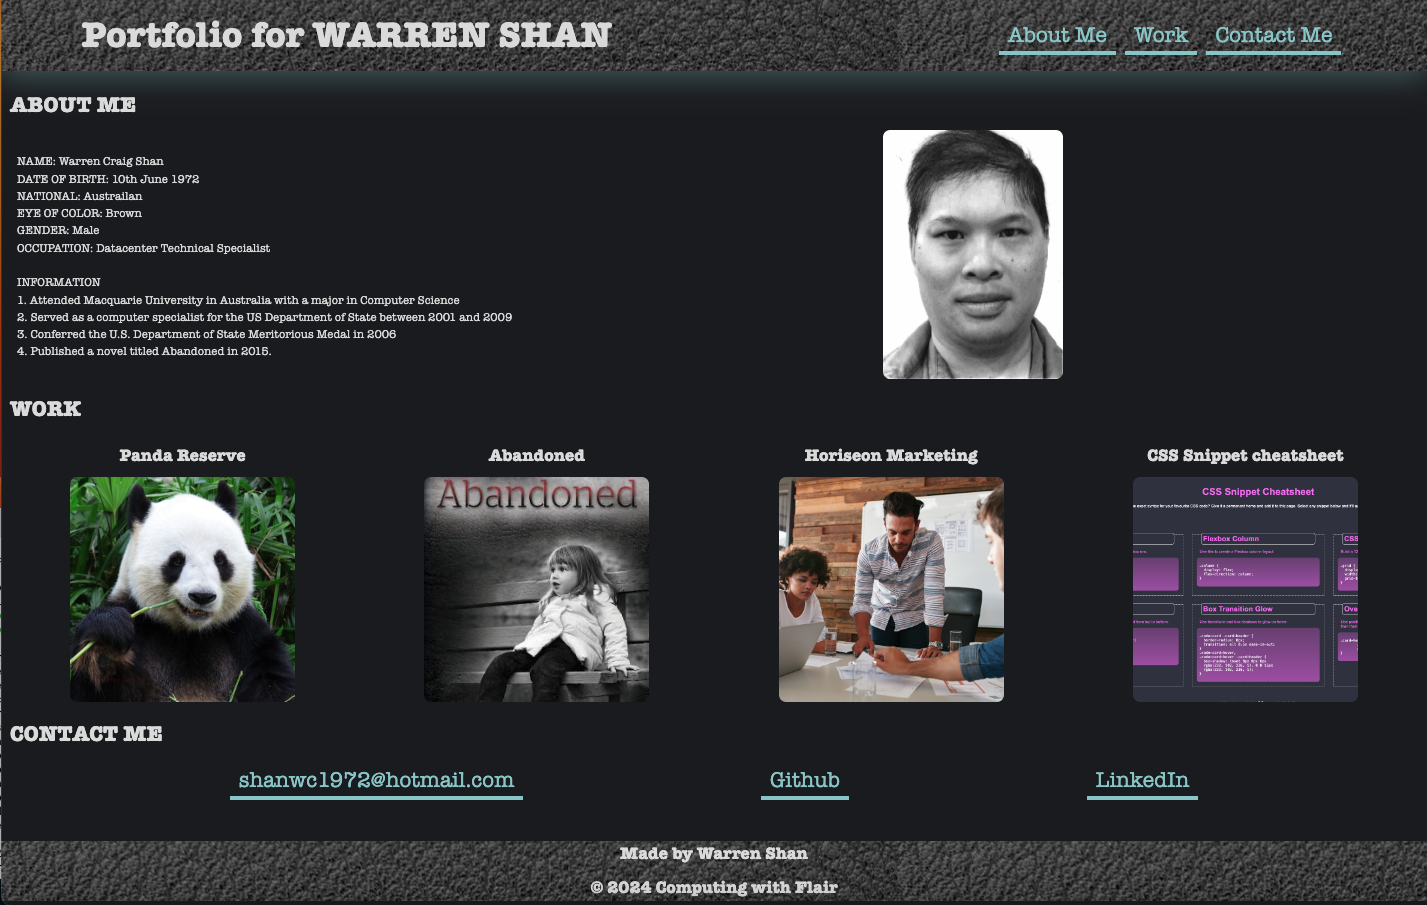 Portfolio for WARREN SHAN
About Me Work Contact Me
ABOUT ME
NAME: Warren Craig Shan
DATE OF BIRTH: 10th June 1972
NATIONAL: Austrailan
EYE OF COLOR: Brown
GENDER: Male
OCCUPATION: Datacenter Technical Specialist
INFORMATION
1. Attended Macquarie University in Australia with a major in Computer Science
2. Served as a computer specialist for the US Department of State between 2001 and 2009
3. Conferred the U.S. Department of State Meritorious Medal in 2006
4. Published a novel titled Abandoned in 2015.
WORK
Panda Reserve
Abandoned
Horiseon Marketing
CSS Snippet cheatsheet
Abandoned
CSS Snippet Cheatsheet
Flexbox Column
CSS
Box Transition Glow
Ove
CONTACT ME
shanwc1972@hotmail.com
Github
LinkedIn
Made by Warren Shan
© 2024 Computing with Flair